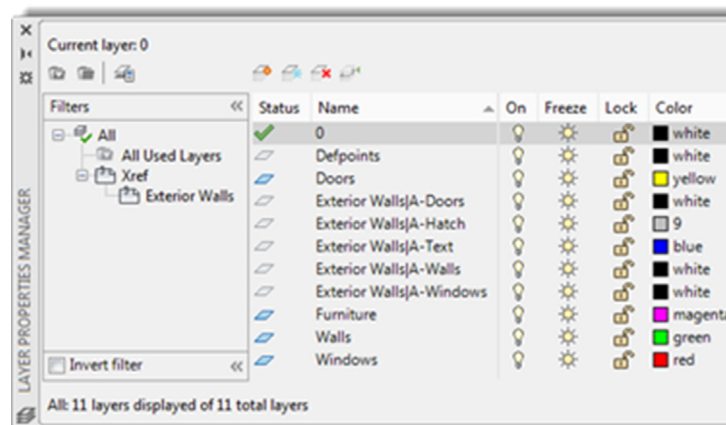 Current layer: 0
Filters
All
All Used Layers
Xref
Exterior Walls
Invert filter
Status Name On Freeze Lock Color
0 white
Defpoints white
Doors yellow
Exterior Walls|A-Doors white
Exterior Walls|A-Hatch 9
Exterior Walls|A-Text blue
Exterior Walls|A-Walls white
Exterior Walls|A-Windows white
Furniture magenta
Walls green
Windows red
All: 11 layers displayed of 11 total layers
LAYER PROPERTIES MANAGER